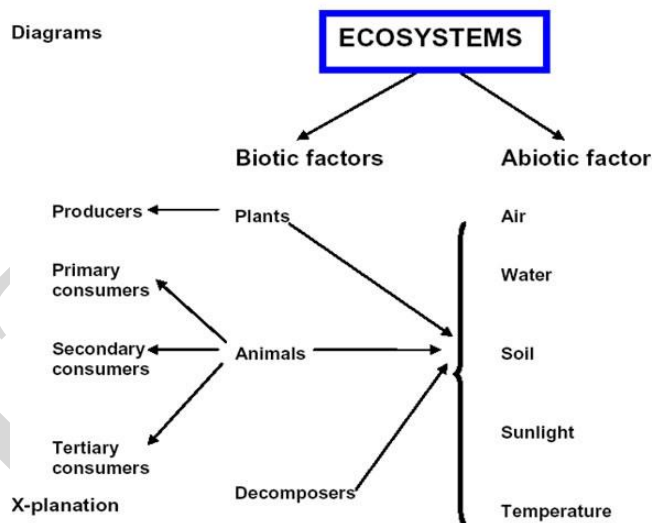 Diagrams
ECOSYSTEMS
Biotic factors
Abiotic factor
Producers
Plants
Air
Primary
consumers
Water
Secondary
consumers
Animals
Soil
Sunlight
Tertiary
consumers
Decomposers
X-planation
Temperature